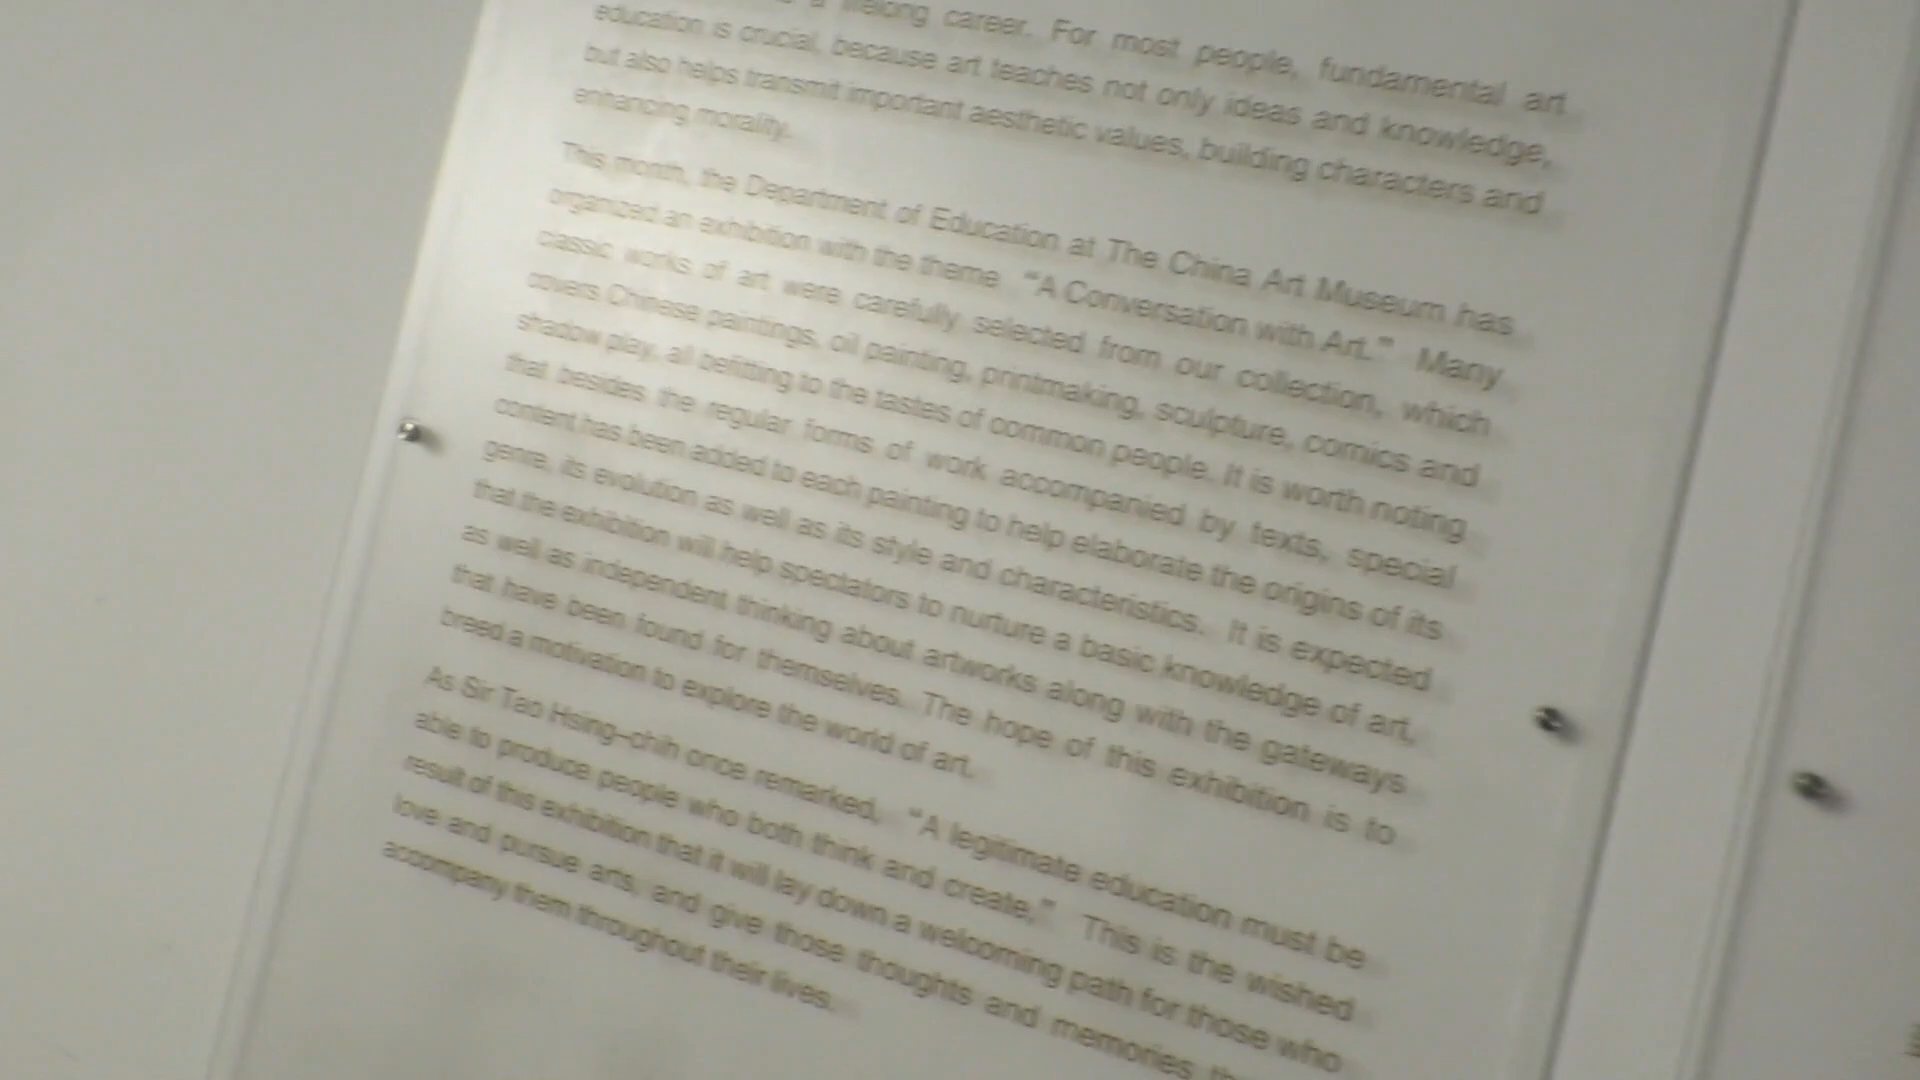 a lifelong career. For most people, fundamental art
education is crucial, because art teaches not only ideas and knowledge,
but also helps transmit important aesthetic values, building characters and
enhancing morality.
This month, the Department of Education at The China Art Museum has
organized an exhibition with the theme “A Conversation with Art.” Many
classic works of art were carefully selected from our collection, which
covers Chinese paintings, oil painting, printmaking, sculpture, comics and
shadow play, all befitting to the tastes of common people. It is worth noting
that besides the regular forms of work accompanied by texts, special
content has been added to each painting to help elaborate the origins of its
genre, its evolution as well as its style and characteristics. It is expected
that the exhibition will help spectators to nurture a basic knowledge of art,
as well as independent thinking about artworks along with the gateways
that have been found for themselves. The hope of this exhibition is to
breed a motivation to explore the world of art.
As Sir Tao Hsing-chih once remarked, “A legitimate education must be
able to produce people who both think and create,” This is the wished
result of this exhibition that it will lay down a welcoming path for those who
love and pursue arts, and give those thoughts and memories
accompany them throughout their lives.